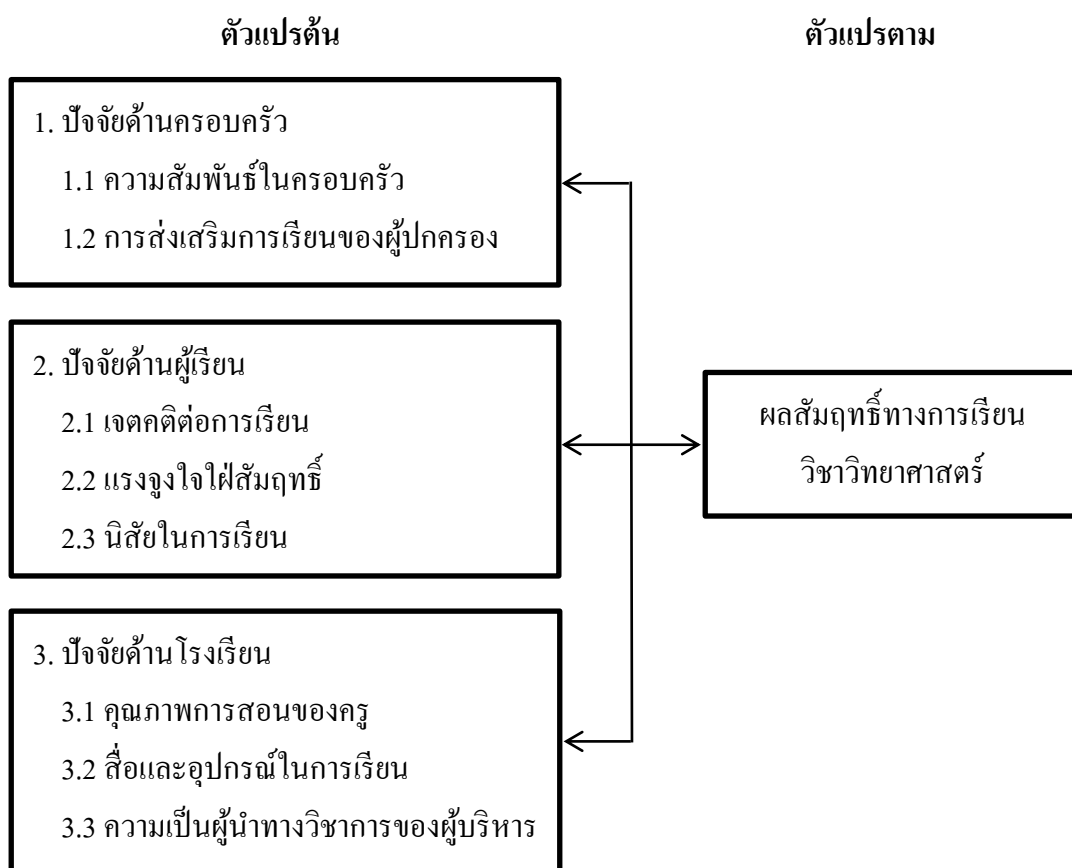 ตัวแปรต้น
ตัวแปรตาม
1. ปัจจัยด้านครอบครัว
1.1 ความสัมพันธ์ในครอบครัว
1.2 การส่งเสริมการเรียนของผู้ปกครอง
2. ปัจจัยด้านผู้เรียน
2.1 เจตคติต่อการเรียน
2.2 แรงจูงใจใฝ่สัมฤทธิ์
2.3 นิสัยในการเรียน
ผลสัมฤทธิ์ทางการเรียน
วิชาวิทยาศาสตร์
3. ปัจจัยด้านโรงเรียน
3.1 คุณภาพการสอนของครู
3.2 สื่อและอุปกรณ์ในการเรียน
3.3 ความเป็นผู้นำทางวิชาการของผู้บริหาร